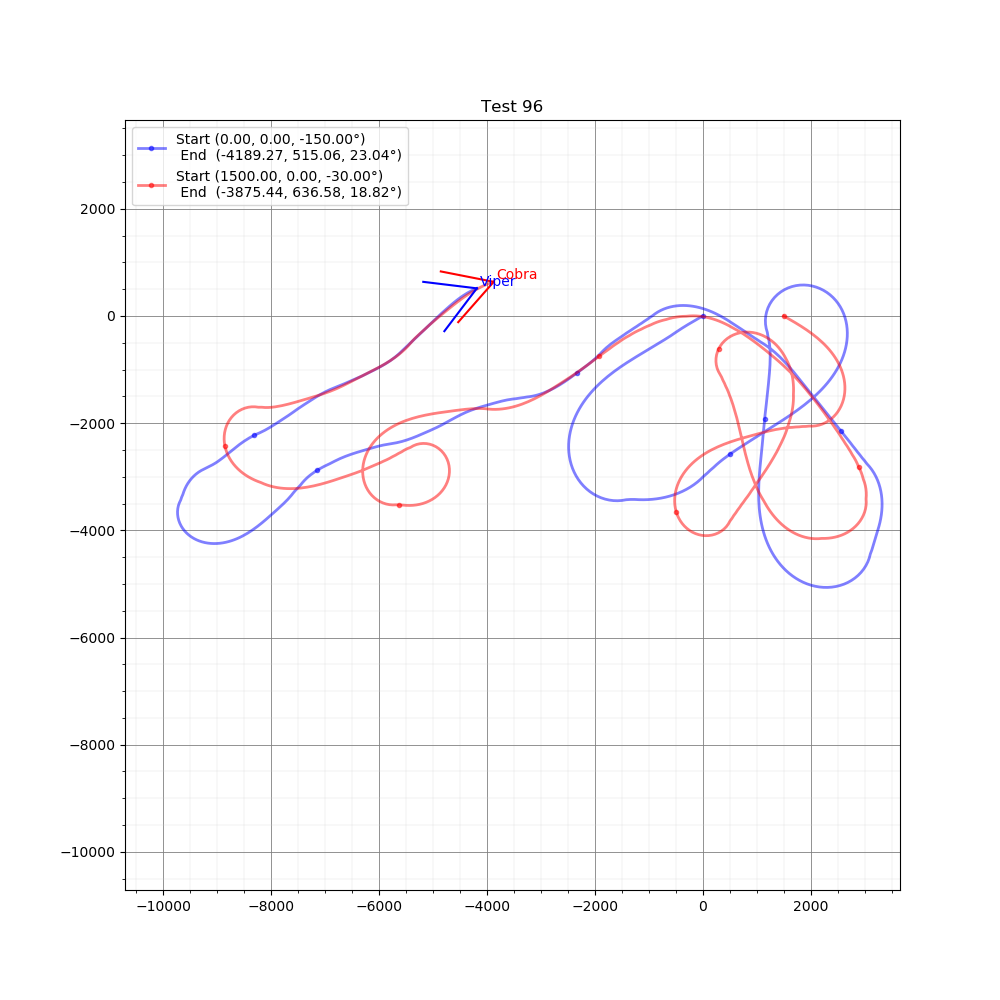 Test 96
Start (0.00, 0.00, -150.00°)
End (-4189.27, 515.06, 23.04°)
Start (1500.00, 0.00, -30.00°)
End (-3875.44, 636.58, 18.82°)
Cobra
Viper
2000
0
−2000
−4000
−6000
−8000
−10000
−10000
−8000
−6000
−4000
−2000
0
2000